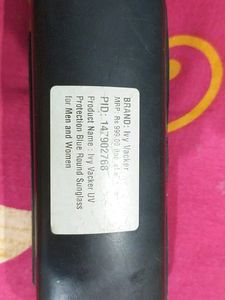 BRAND: Ivy Vacker
MRP: Rs 999.00
PID: 147902768
Product Name : Ivy Vacker UV
Protection Blue Round Sunglass
for Men and Women